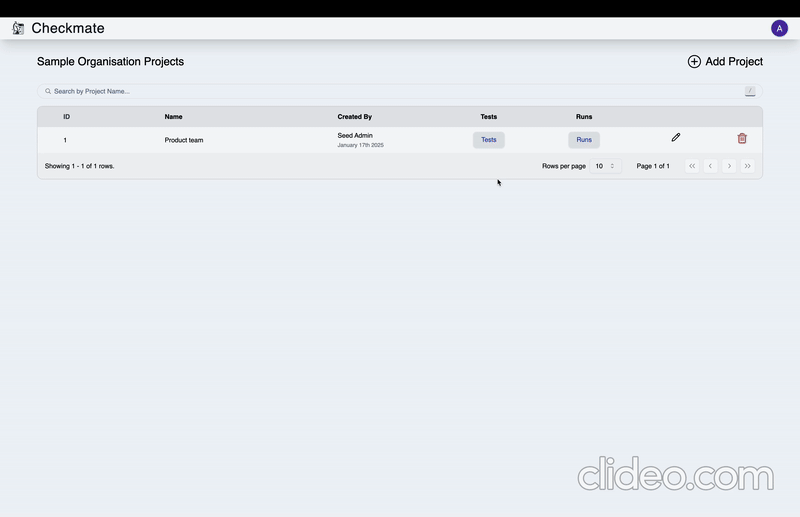 Checkmate
A
Sample Organisation Projects
Add Project
Search by Project Name...
/
ID Name Created By Tests Runs
1 Product team Seed Admin Tests Runs
January 17th 2025
Showing 1 - 1 of 1 rows.
Rows per page 10 Page 1 of 1
clideo.com